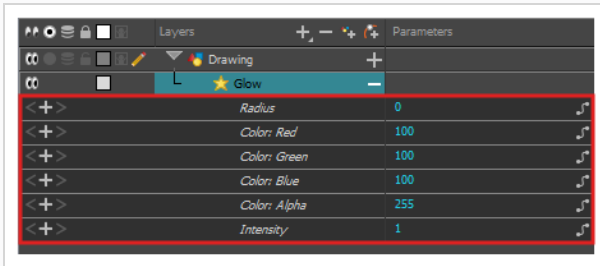 Layers Parameters
Drawing
Glow
Radius 0
Color: Red 100
Color: Green 100
Color: Blue 100
Color: Alpha 255
Intensity 1